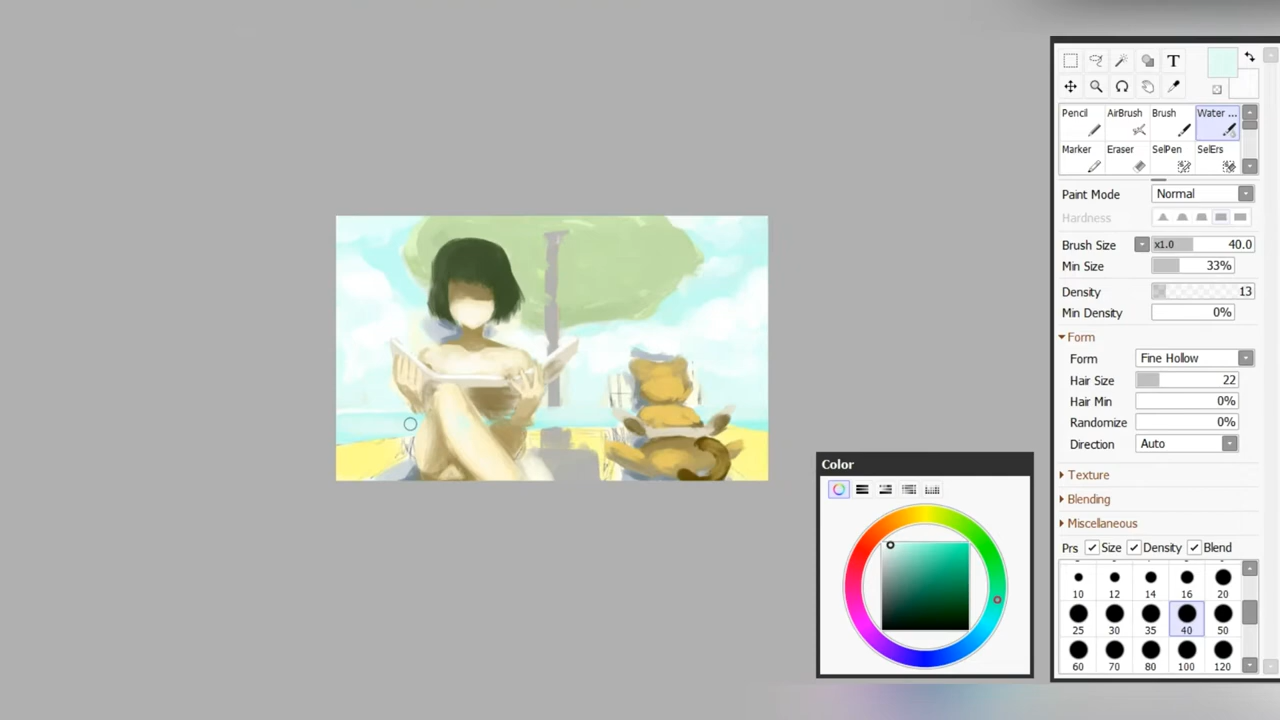 T
Pencil AirBrush Brush Water ...
Marker Eraser SelPen SelErs
Paint Mode Normal
Hardness
Brush Size x1.0 40.0
Min Size 33%
Density 13
Min Density 0%
Form
Form Fine Hollow
Hair Size 22
Hair Min 0%
Randomize 0%
Direction Auto
Color
Texture
Blending
Miscellaneous
Prs Size Density Blend
10 12 14 16 20
25 30 35 40 50
60 70 80 100 120